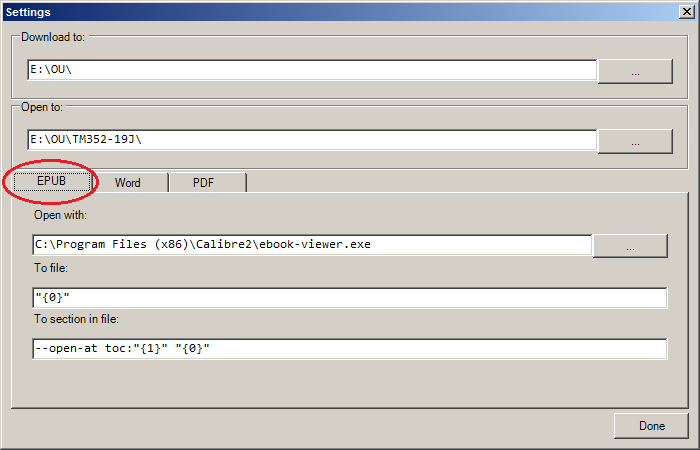 Settings
Download to:
E:\OU\
...
Open to:
E:\OU\TM352-19J\
...
EPUB Word PDF
Open with:
C:\Program Files (x86)\Calibre2\ebook-viewer.exe
...
To file:
"{0}"
To section in file:
--open-at toc:"{1}" "{0}"
Done